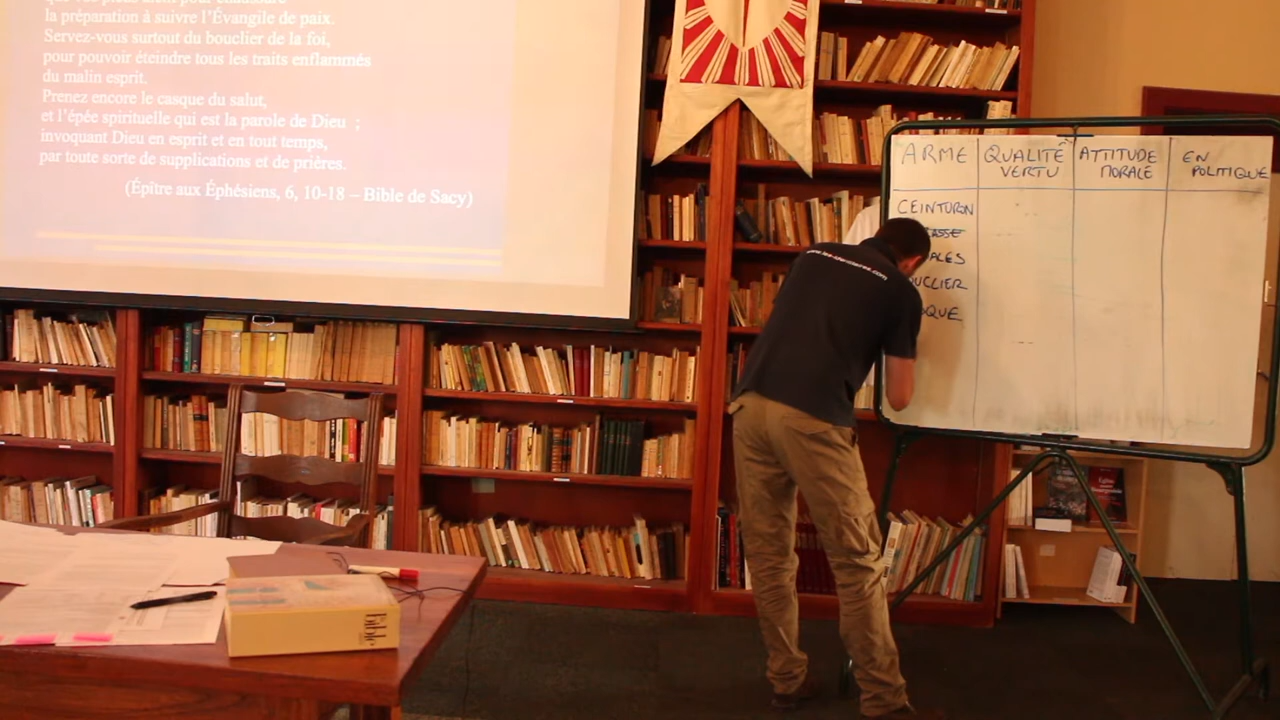 la préparation à suivre l'Évangile de paix.
Servez-vous surtout du bouclier de la foi,
pour pouvoir éteindre tous les traits enflammés
du malin esprit.
Prenez encore le casque du salut,
et l'épée spirituelle qui est la parole de Dieu ;
invoquant Dieu en esprit et en tout temps,
par toute sorte de supplications et de prières.
(Épître aux Éphésiens, 6, 10-18 – Bible de Sacy)
ARME
QUALITÉ
VERTU
ATTITUDE
MORALE
EN
POLITIQUE
CEINTURON
Bible